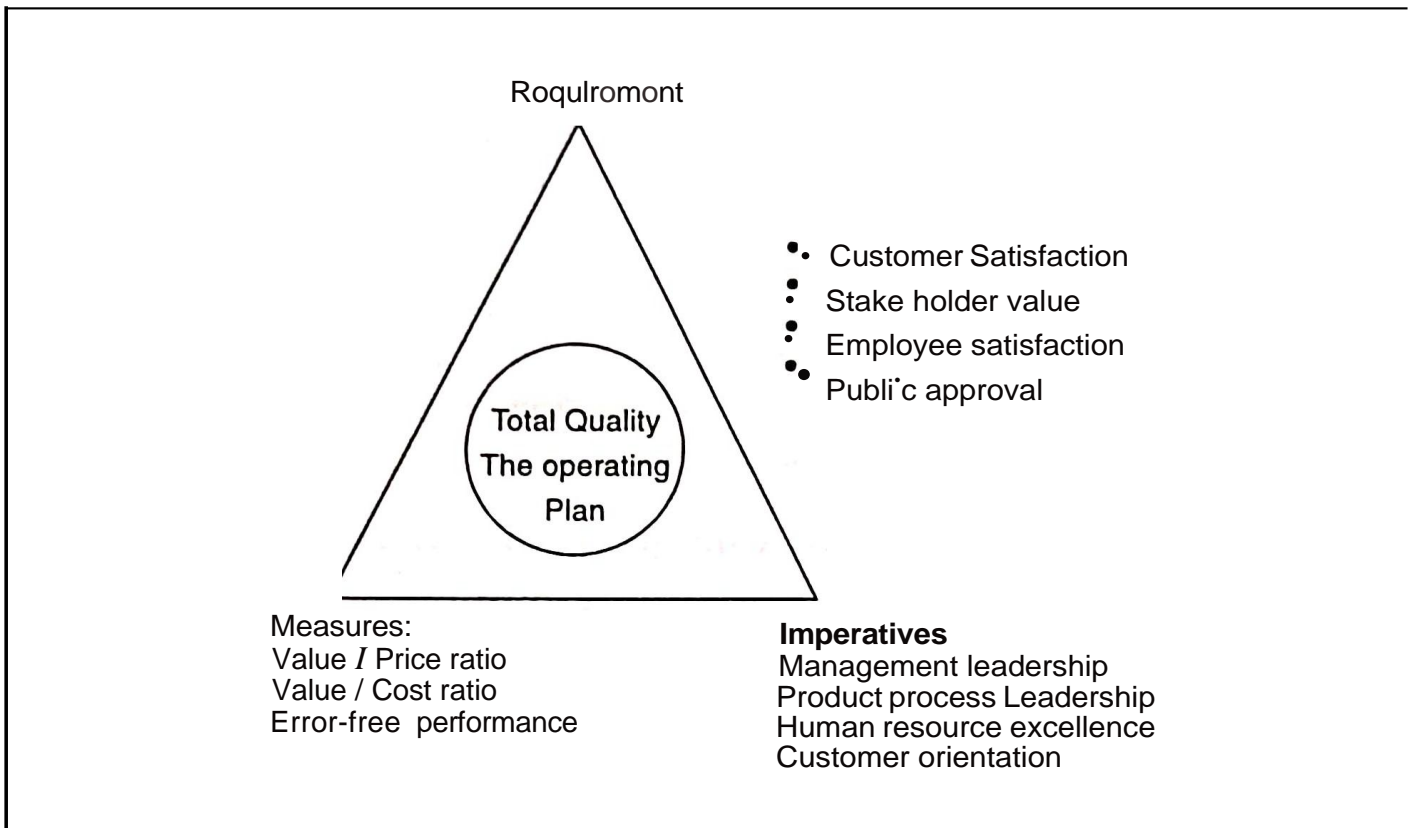 Roqulromont
Customer Satisfaction
Stake holder value
Employee satisfaction
Publi·c approval
Total Quality
The operating
Plan
Measures:
Value I Price ratio
Value / Cost ratio
Error-free performance
Imperatives
Management leadership
Product process Leadership
Human resource excellence
Customer orientation